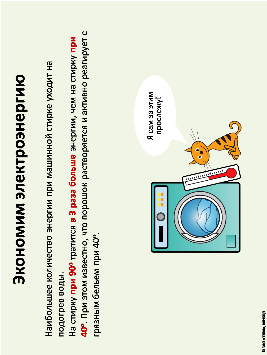 Экономим электроэнергию
Наибольшее количество энергии при машинной стирке уходит на
подогрев воды.
На стирку при 90° тратится в 3 раза больше энергии, чем на стирку при
40°. При этом известно, что порошок растворяется и активно реагирует с
грязным бельем при 40°.
Я сам за этим
прослежу!